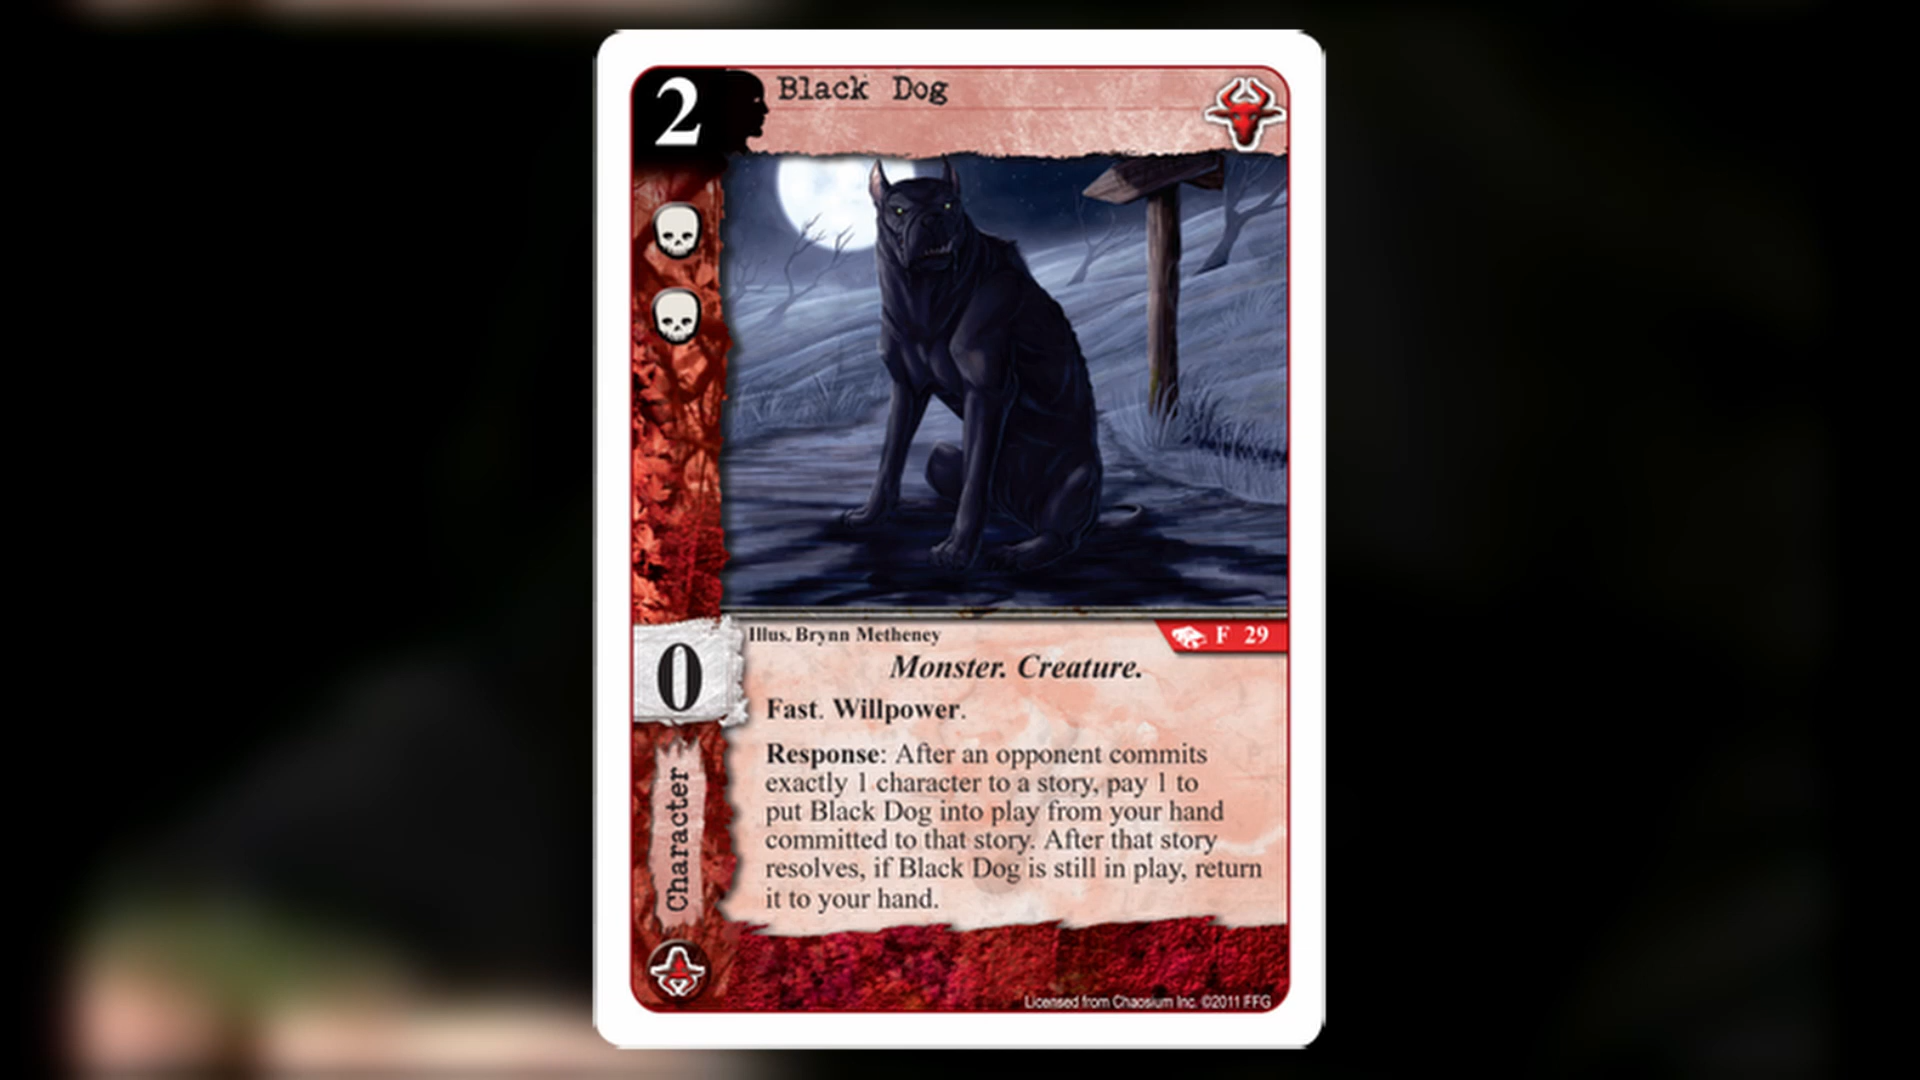 2
Black Dog
Illus. Brynn Metheney
F 29
0
Monster. Creature.
Fast. Willpower.
Response: After an opponent commits
exactly 1 character to a story, pay 1 to
put Black Dog into play from your hand
committed to that story. After that story
resolves, if Black Dog is still in play, return
it to your hand.
Character
Licensed from Chaosium Inc. ©2011 FFG